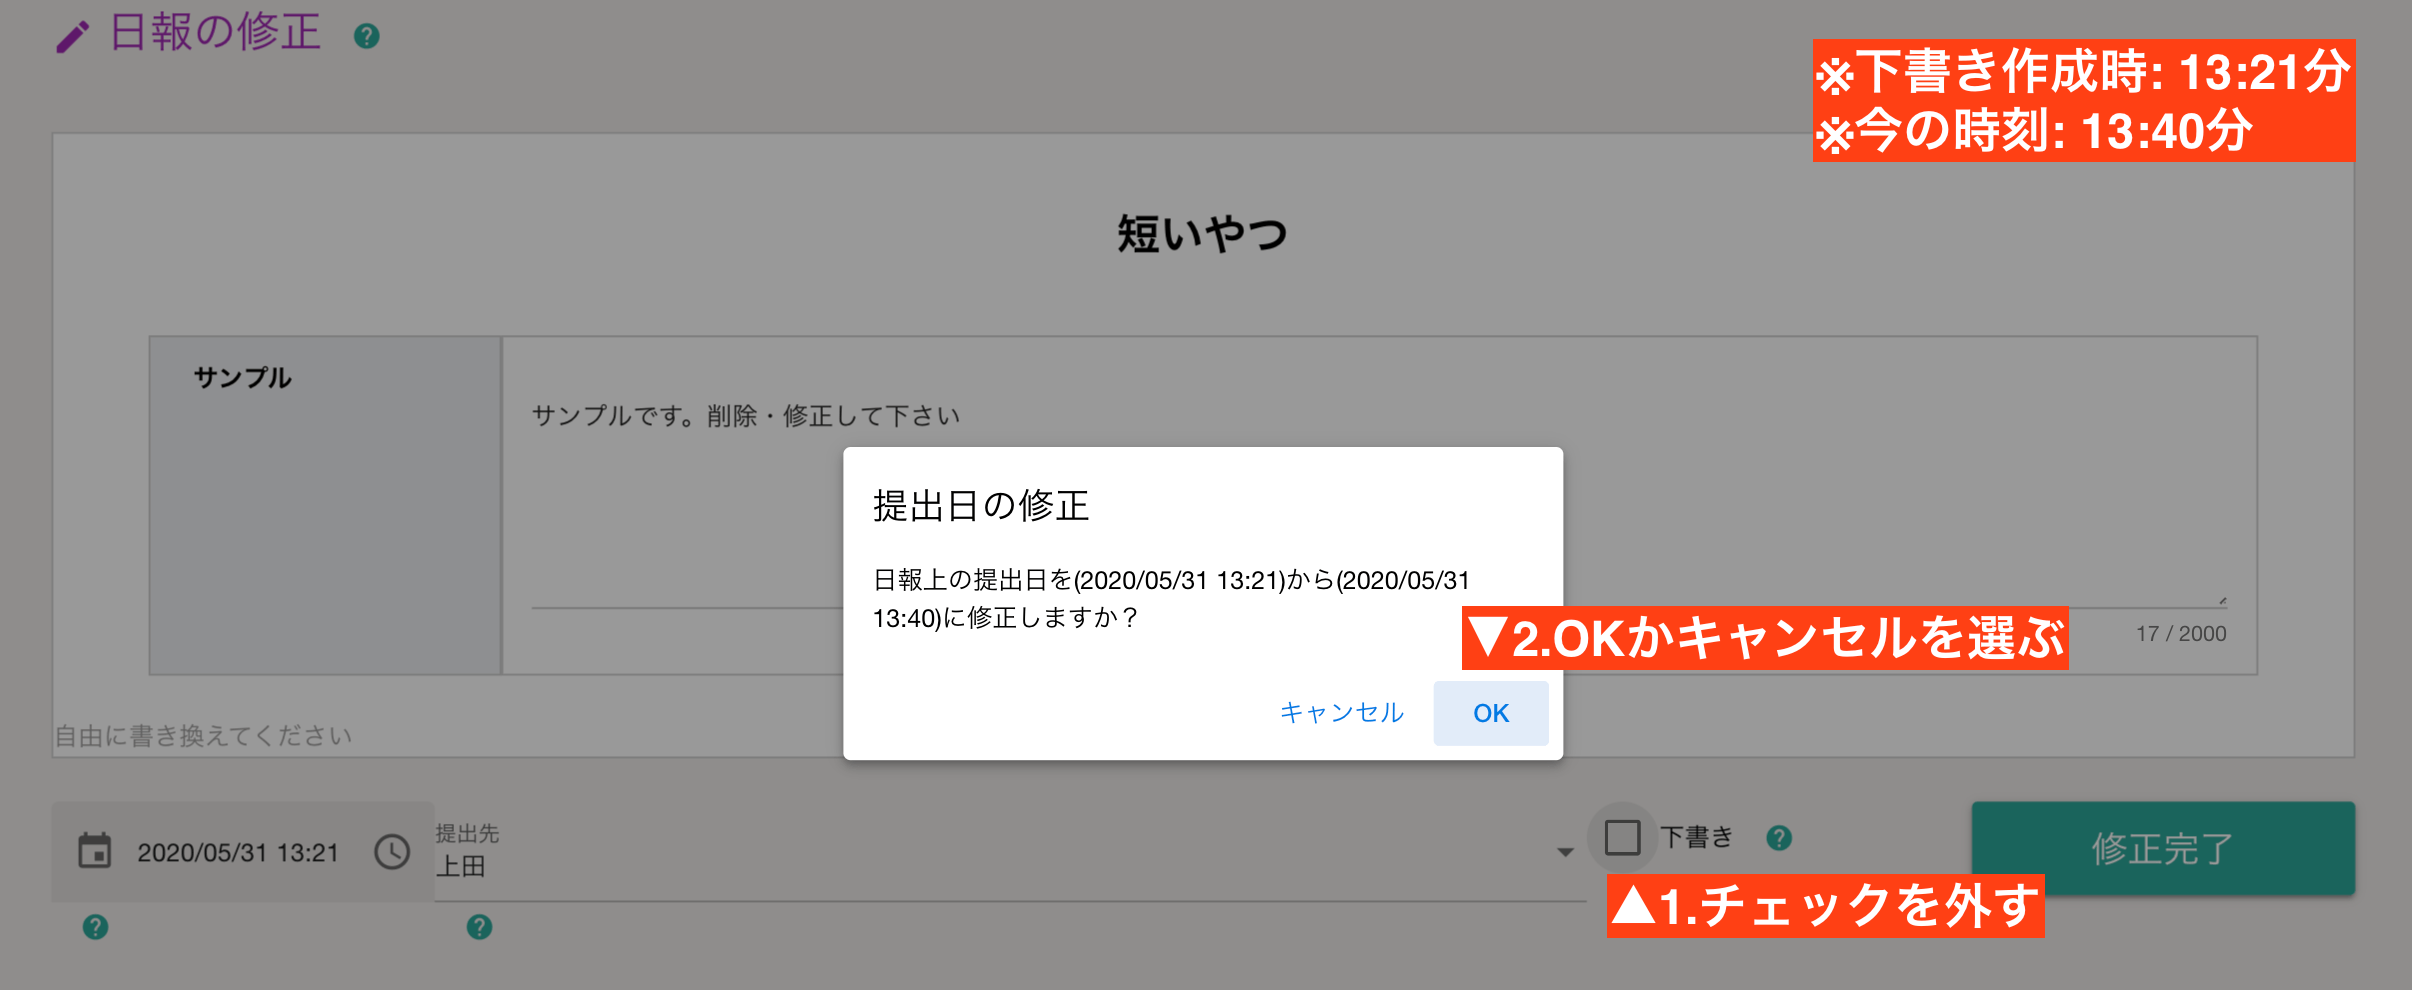 日報の修正
※下書き作成時: 13:21分
※今の時刻: 13:40分
短いやつ
サンプル
サンプルです。削除・修正して下さい
提出日の修正
日報上の提出日を(2020/05/31 13:21)から(2020/05/31
13:40)に修正しますか？
▼2.OKかキャンセルを選ぶ
17 / 2000
キャンセル
OK
自由に書き換えてください
2020/05/31 13:21
提出先
上田
下書き
修正完了
▲1.チェックを外す